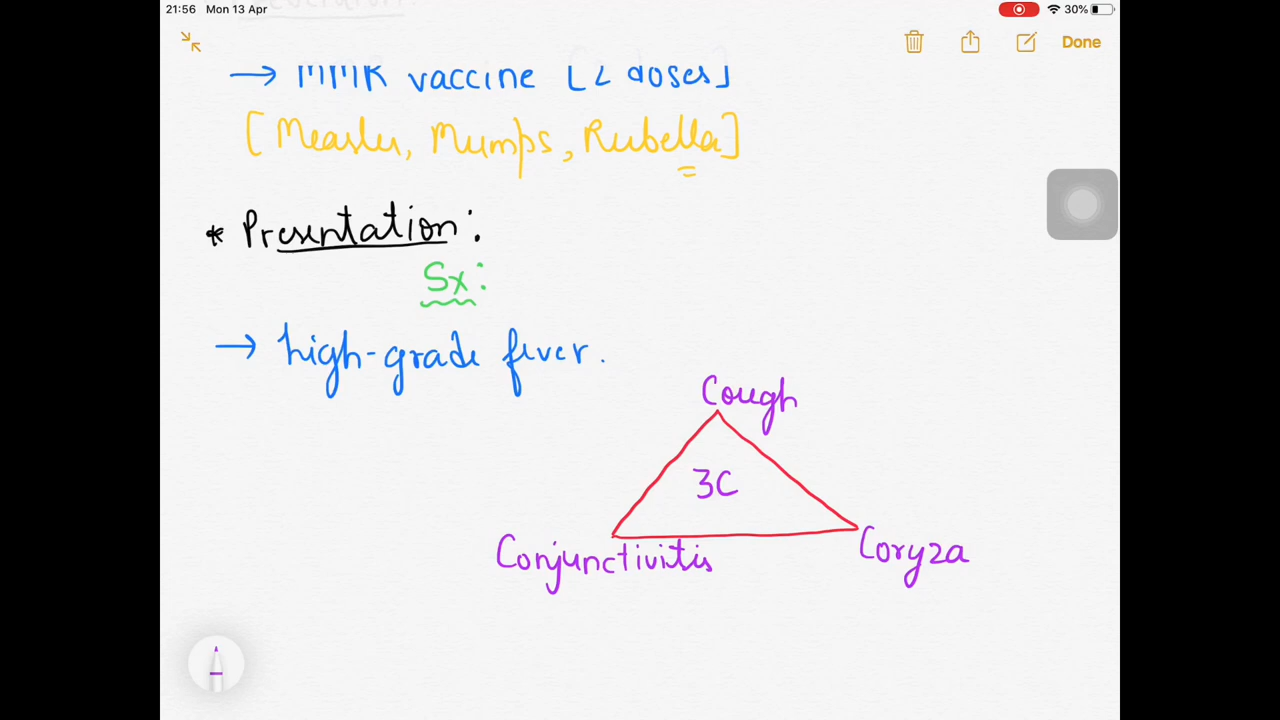 21:56 Mon 13 Apr 30%
Done
→ MMR vaccine [2 doses]
[Measles, Mumps, Rubella]
* Presentation:
Sx:
→ high-grade fever.
Cough
3C
Conjunctivitis
Coryza